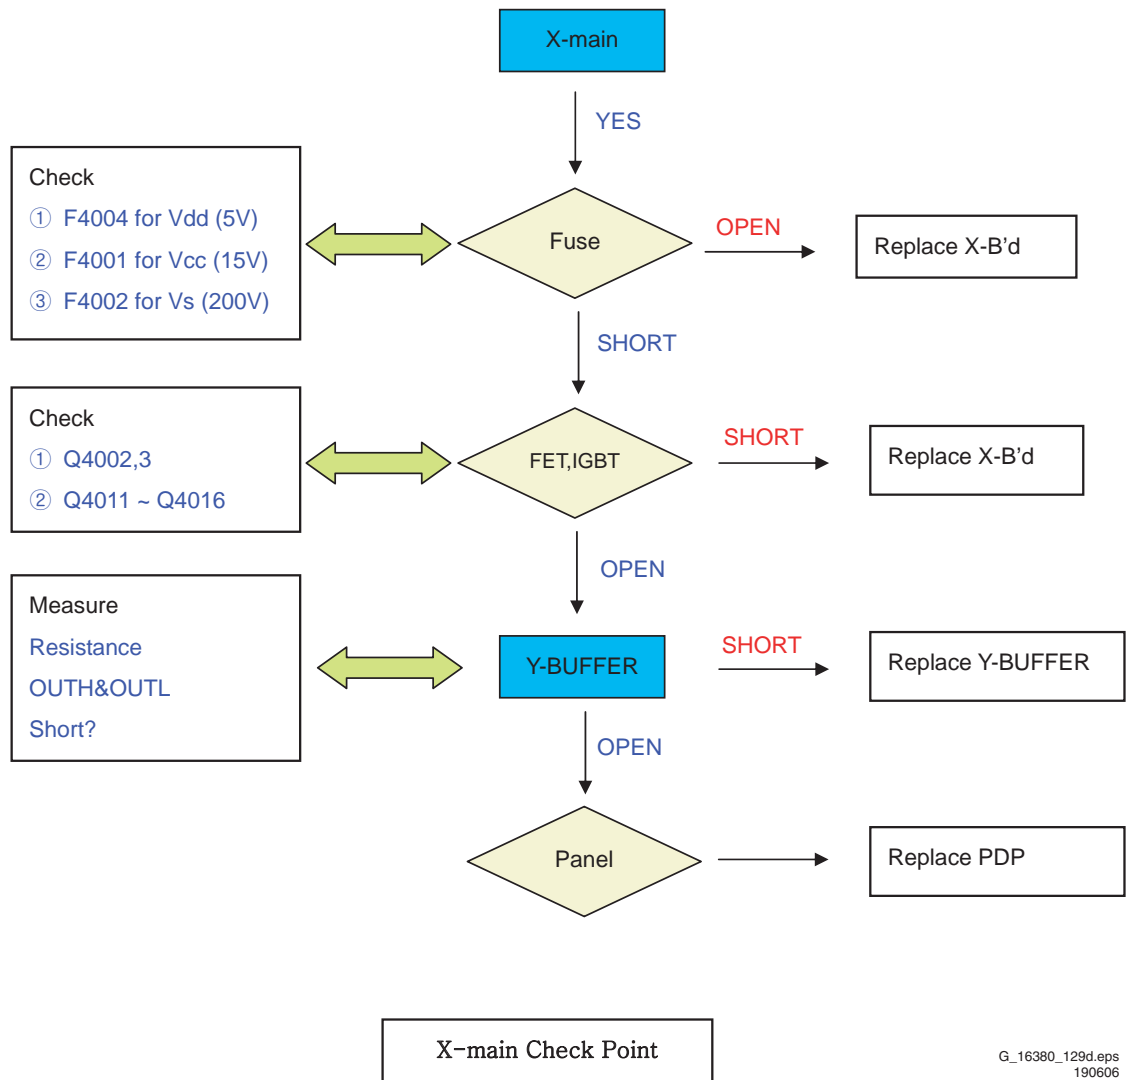 X-main
YES
Check
① F4004 for Vdd (5V)
② F4001 for Vcc (15V)
③ F4002 for Vs (200V)
Fuse
OPEN
Replace X-B’d
SHORT
Check
① Q4002,3
② Q4011 ~ Q4016
FET,IGBT
SHORT
Replace X-B’d
OPEN
Measure
Resistance
OUTH&OUTL
Short?
Y-BUFFER
SHORT
Replace Y-BUFFER
OPEN
Panel
Replace PDP
X-main Check Point
G_16380_129d.eps
190606